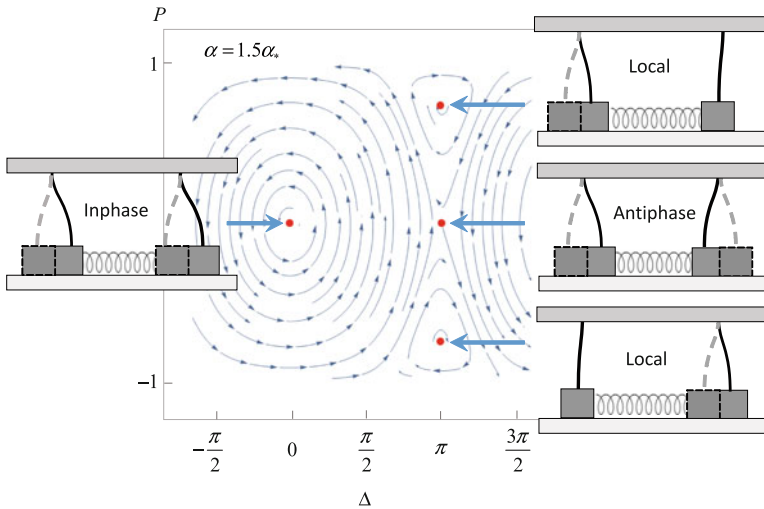 P
α = 1.5α*
1
−1
−π/2
0
π/2
π
3π/2
Δ
Inphase
Local
Antiphase
Local